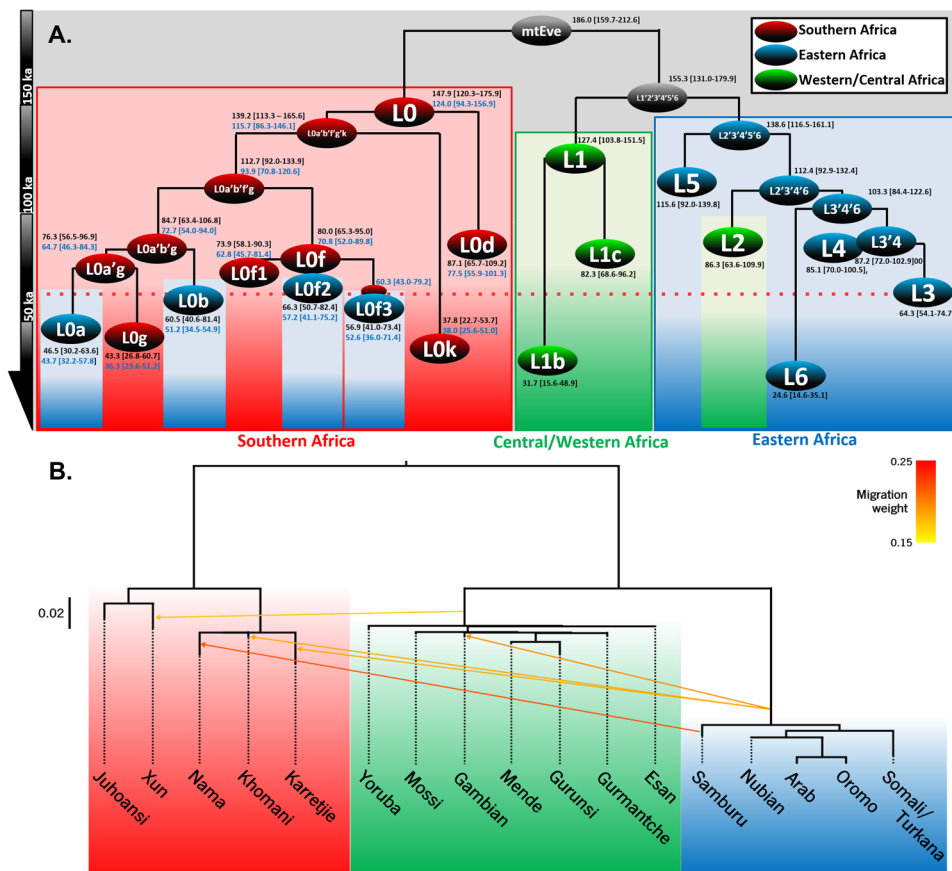 A.
186.0 [159.7-212.6]
mtEve
Southern Africa
Eastern Africa
Western/Central Africa
150 ka
100 ka
50 ka
155.3 [131.0-179.9]
L1'2'3'4'5'6
147.9 [120.3–175.9]
124.0 [94.3-156.9]
L0
139.2 [113.3 – 165.6]
115.7 [86.3-146.1]
L0a'b'f'g'k
138.6 [116.5-161.1]
L2'3'4'5'6
127.4 [103.8-151.5]
L1
112.7 [92.0-133.9]
93.9 [70.8-120.6]
L0a'b'f'g
L5
115.6 [92.0-139.8]
112.4 [92.9-132.4]
L2'3'4'6
103.3 [84.4-122.6]
L3'4'6
84.7 [63.4-106.8]
72.7 [54.0-94.0]
L0a'b'g
76.3 [56.5-96.9]
64.7 [46.3-84.3]
L0a'g
73.9 [58.1-90.3]
62.8 [45.7-81.4]
L0f1
80.0 [65.3-95.0]
70.8 [52.0-89.8]
L0f
L0d
87.1 [65.7-109.2]
77.5 [55.9-101.3]
L1c
82.3 [68.6-96.2]
L2
86.3 [63.6-109.9]
L4
85.1 [70.0-100.5],
L3'4
87.2 [72.0-102.9]00
L3
64.3 [54.1-74.7
L0b
60.5 [40.6-81.4]
51.2 [34.5-54.9]
L0f2
66.3 [50.7-82.4]
57.2 [41.1-75.2]
60.3 [43.0-79.2]
L0f3
56.9 [41.0-73.4]
52.6 [36.0-71.4]
L0a
46.5 [30.2-63.6]
43.7 [32.2-57.8]
L0g
43.3 [26.8-60.7]
36.3 [23.6-51.2]
37.8 [22.7-53.7]
38.0 [25.6-51.0]
L0k
L1b
31.7 [15.6-48.9]
L6
24.6 [14.6-35.1]
Southern Africa
Central/Western Africa
Eastern Africa
B.
0.25
Migration
weight
0.15
0.02
Juhoansi
Xun
Nama
Khomani
Karretjie
Yoruba
Mossi
Gambian
Mende
Gurunsi
Gurmantche
Esan
Samburu
Nubian
Arab
Oromo
Somali/
Turkana